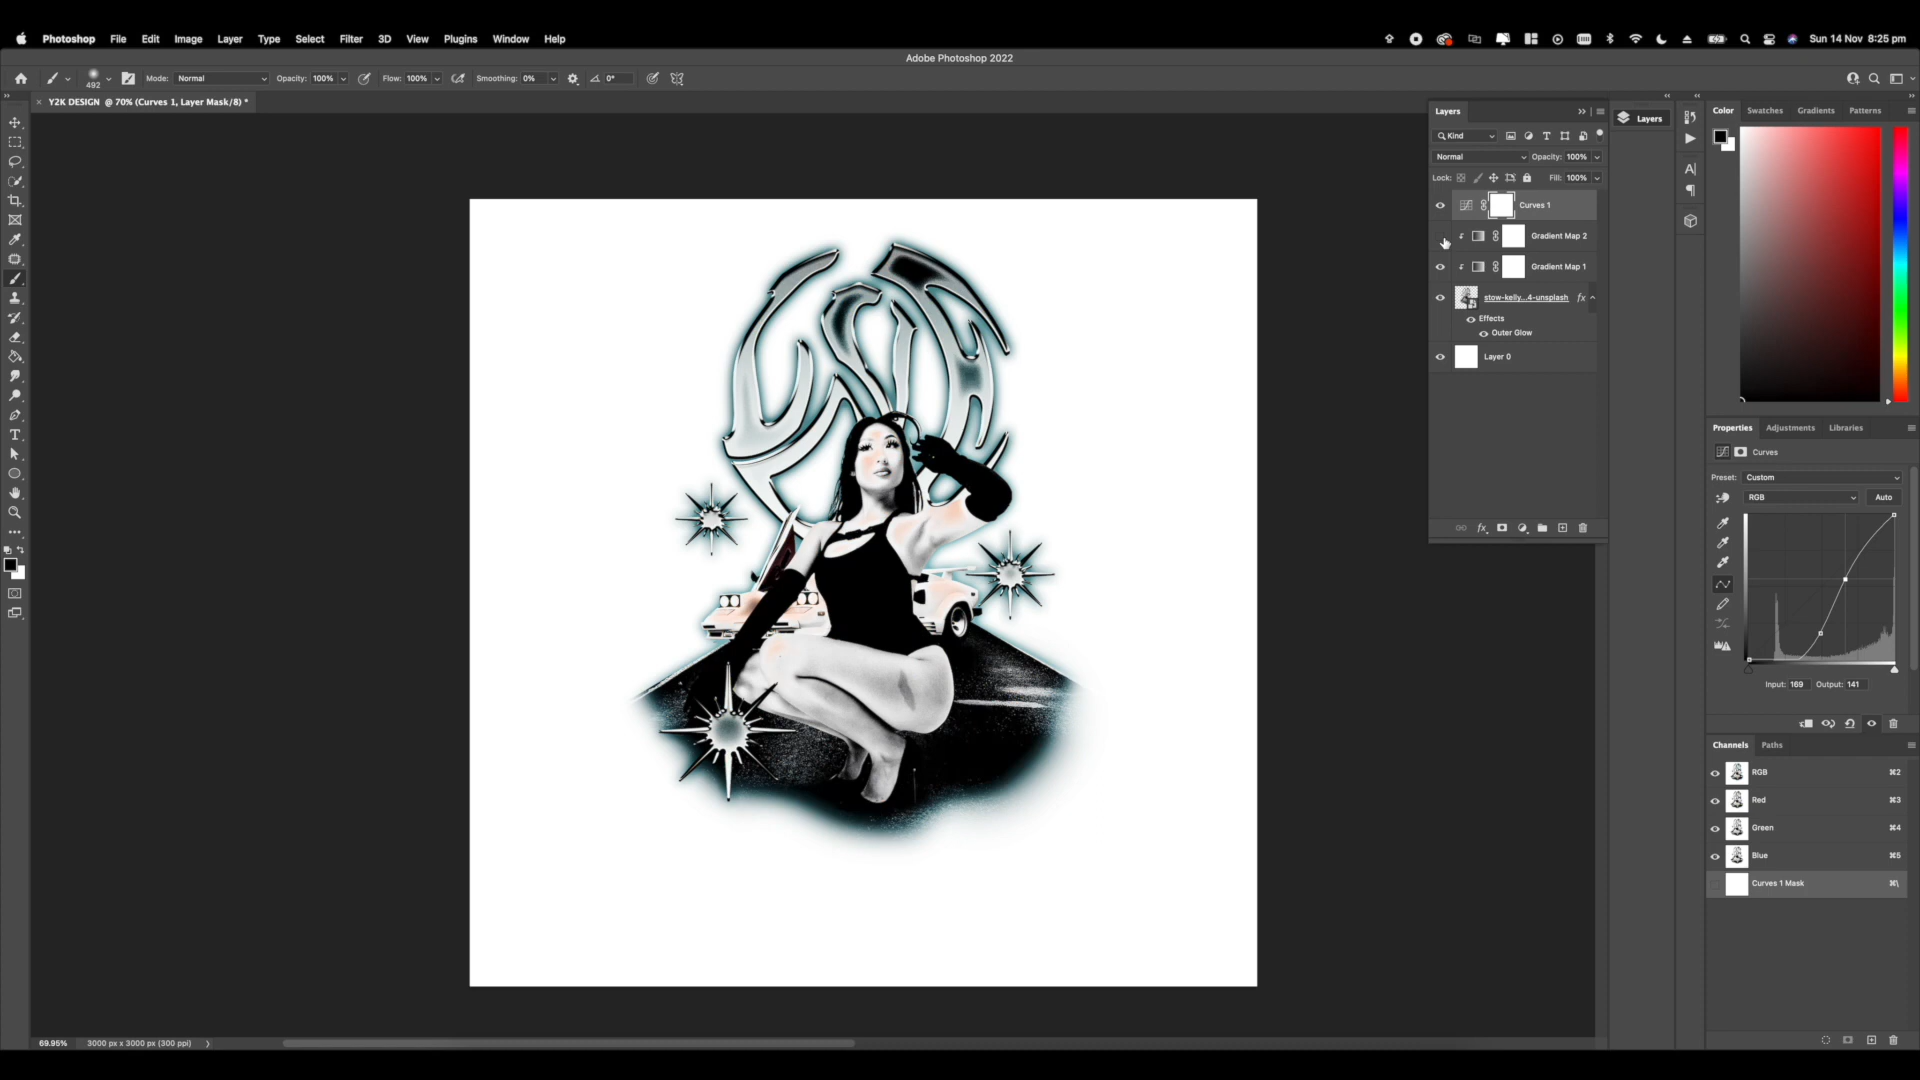 Photoshop File Edit Image Layer Type Select Filter 3D View Plugins Window Help Sun 14 Nov 8:25 pm
Adobe Photoshop 2022
492 Mode: Normal Opacity: 100% Flow: 100% Smoothing: 0% 0°
Y2K DESIGN @ 70% (Curves 1, Layer Mask/8) *
Layers
Kind
Normal Opacity: 100%
Lock: Fill: 100%
Curves 1
Gradient Map 2
Gradient Map 1
stow-kelly...4-unsplash fx
Effects
Outer Glow
Layer 0
fx
Layers
Color Swatches Gradients Patterns
Properties Adjustments Libraries
Curves
Preset: Custom
RGB Auto
Input: 169 Output: 141
Channels Paths
RGB ⌘2
Red ⌘3
Green ⌘4
Blue ⌘5
Curves 1 Mask ⌘\
69.95% 3000 px x 3000 px (300 ppi)